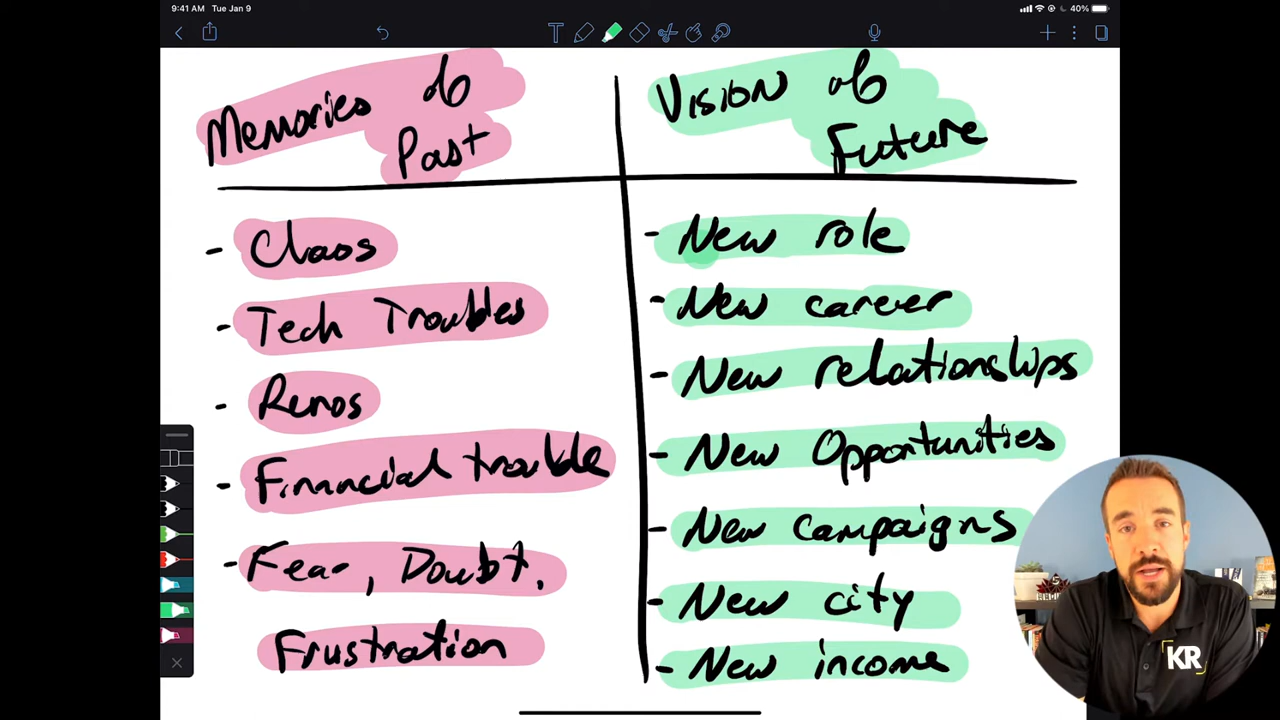 9:41 AM Tue Jan 9
40%
Memories of
Past
- Chaos
- Tech Troubles
- Renos
- Financial trouble
- Fear, Doubt,
Frustration
Vision of
Future
- New role
- New career
- New relationships
- New Opportunities
- New campaigns
- New city
- New income
KR